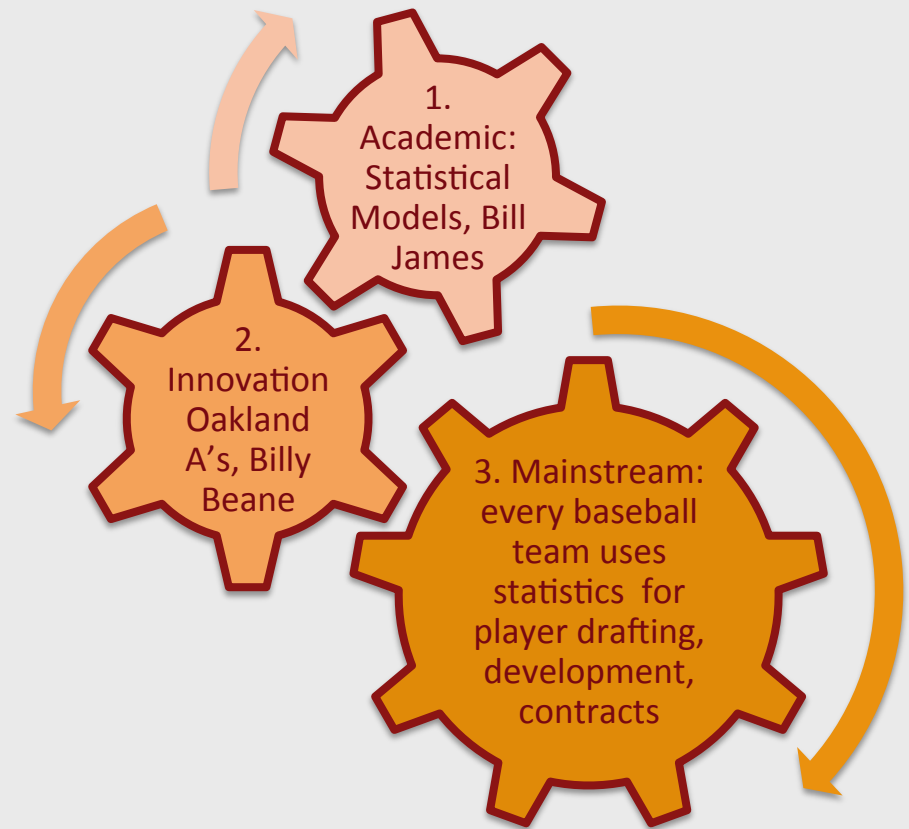 1.
Academic:
Statistical
Models, Bill
James
2.
Innovation
Oakland
A’s, Billy
Beane
3. Mainstream:
every baseball
team uses
statistics  for
player drafting,
development,
contracts